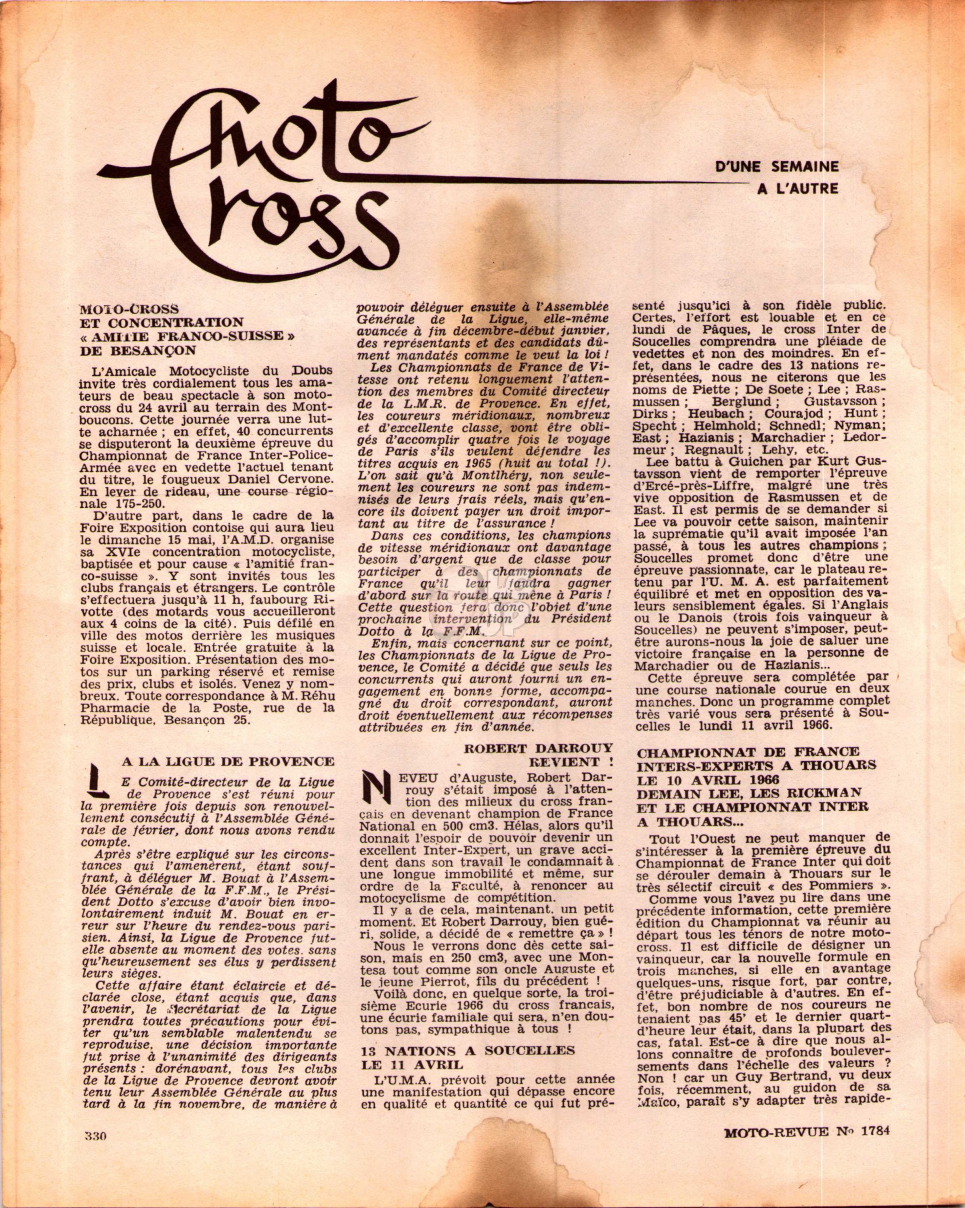 Moto
Cross
D'UNE SEMAINE
A L'AUTRE
MOTO-CROSS
ET CONCENTRATION
« AMITIE FRANCO-SUISSE »
DE BESANÇON
L'Amicale Motocycliste du Doubs
invite très cordialement tous les ama-
teurs de beau spectacle à son moto-
cross du 24 avril au terrain des Mont-
boucons. Cette journée verra une lut-
te acharnée ; en effet, 40 concurrents
se disputeront la deuxième épreuve du
Championnat de France Inter-Police-
Armée avec en vedette l'actuel tenant
du titre, le fougueux Daniel Cervone.
En lever de rideau, une course régio-
nale 175-250.
D'autre part, dans le cadre de la
Foire Exposition contoise qui aura lieu
le dimanche 15 mai, l'A.M.D. organise
sa XVIe concentration motocycliste,
baptisée et pour cause « l'amitié fran-
co-suisse ». Y sont invités tous les
clubs français et étrangers. Le contrôle
s'effectuera jusqu'à 11 h, faubourg Ri-
votte (des motards vous accueilleront
aux 4 coins de la cité). Puis défilé en
ville des motos derrière les musiques
suisse et locale. Entrée gratuite à la
Foire Exposition. Présentation des mo-
tos sur un parking réservé et remise
des prix, clubs et isolés. Venez y nom-
breux. Toute correspondance à M. Réhu
Pharmacie de la Poste, rue de la
République, Besançon 25.
A LA LIGUE DE PROVENCE
LE Comité-directeur de la Ligue
de Provence s'est réuni pour
la première fois depuis son renouvel-
lement consécutif à l'Assemblée Géné-
rale de février, dont nous avons rendu
compte.
Après s'être expliqué sur les circons-
tances qui l'amenèrent, étant souf-
frant, à déléguer M. Bouat à l'Assem-
blée Générale de la F.F.M., le Prési-
dent Dotto s'excuse d'avoir bien invo-
lontairement induit M. Bouat en er-
reur sur l'heure du rendez-vous pari-
sien. Ainsi, la Ligue de Provence fut-
elle absente au moment des votes, sans
qu'heureusement ses élus y perdissent
leurs sièges.
Cette affaire étant éclaircie et dé-
clarée close, étant acquis que, dans
l'avenir, le Secrétariat de la Ligue
prendra toutes précautions pour évi-
ter qu'un semblable malentendu se
reproduise, une décision importante
fut prise à l'unanimité des dirigeants
présents : dorénavant, tous les clubs
de la Ligue de Provence devront avoir
tenu leur Assemblée Générale au plus
tard à la fin novembre, de manière à
pouvoir déléguer ensuite à l'Assemblée
Générale de la Ligue, elle-même
avancée à fin décembre-début janvier,
des représentants et des candidats dû-
ment mandatés comme le veut la loi !
Les Championnats de France de Vi-
tesse ont retenu longuement l'atten-
tion des membres du Comité directeur
de la L.M.R. de Provence. En effet,
les coureurs méridionaux, nombreux
et d'excellente classe, vont être obli-
gés d'accomplir quatre fois le voyage
de Paris s'ils veulent défendre les
titres acquis en 1965 (huit au total !).
L'on sait qu'à Montlhéry, non seule-
ment les coureurs ne sont pas indem-
nisés de leurs frais réels, mais qu'en-
core ils doivent payer un droit impor-
tant au titre de l'assurance !
Dans ces conditions, les champions
de vitesse méridionaux ont davantage
besoin d'argent que de classe pour
participer à des championnats de
France qu'il leur faudra gagner
d'abord sur la route qui mène à Paris !
Cette question fera donc l'objet d'une
prochaine intervention du Président
Dotto à la F.F.M.
Enfin, mais concernant sur ce point,
les Championnats de la Ligue de Pro-
vence, le Comité a décidé que seuls les
concurrents qui auront fourni un en-
gagement en bonne forme, accompa-
gné du droit correspondant, auront
droit éventuellement aux récompenses
attribuées en fin d'année.
ROBERT DARROUY
REVIENT !
NEVEU d'Auguste, Robert Dar-
rouy s'était imposé à l'atten-
tion des milieux du cross fran-
çais en devenant champion de France
National en 500 cm3. Hélas, alors qu'il
donnait l'espoir de pouvoir devenir un
excellent Inter-Expert, un grave acci-
dent dans son travail le condamnait à
une longue immobilité et même, sur
ordre de la Faculté, à renoncer au
motocyclisme de compétition.
Il y a de cela, maintenant, un petit
moment. Et Robert Darrouy, bien gué-
ri, solide, a décidé de « remettre ça » !
Nous le verrons donc dès cette sai-
son, mais en 250 cm3, avec une Mon-
tesa tout comme son oncle Auguste et
le jeune Pierrot, fils du précédent !
Voilà donc, en quelque sorte, la troi-
sième Ecurie 1966 du cross français,
une écurie familiale qui sera, n'en dou-
tons pas, sympathique à tous !
13 NATIONS A SOUCELLES
LE 11 AVRIL
L'U.M.A. prévoit pour cette année
une manifestation qui dépasse encore
en qualité et quantité ce qui fut pré-
senté jusqu'ici à son fidèle public.
Certes, l'effort est louable et en ce
lundi de Pâques, le cross Inter de
Soucelles comprendra une pléiade de
vedettes et non des moindres. En ef-
fet, dans le cadre des 13 nations re-
présentées, nous ne citerons que les
noms de Piette ; De Soete ; Lee ; Ras-
mussen ; Berglund ; Gustavsson ;
Dirks ; Heubach ; Courajod ; Hunt ;
Specht ; Helmhold; Schnedl; Nyman;
East ; Hazianis ; Marchadier ; Ledor-
meur ; Regnault ; Lehy, etc.
Lee battu à Guichen par Kurt Gus-
tavsson vient de remporter l'épreuve
d'Ercé-près-Liffre, malgré une très
vive opposition de Rasmussen et de
East. Il est permis de se demander si
Lee va pouvoir cette saison, maintenir
la suprématie qu'il avait imposée l'an
passé, à tous les autres champions ;
Soucelles promet donc d'être une
épreuve passionnate, car le plateau re-
tenu par l'U. M. A. est parfaitement
équilibré et met en opposition des va-
leurs sensiblement égales. Si l'Anglais
ou le Danois (trois fois vainqueur à
Soucelles) ne peuvent s'imposer, peut-
être aurons-nous la joie de saluer une
victoire française en la personne de
Marchadier ou de Hazianis...
Cette épreuve sera complétée par
une course nationale courue en deux
manches. Donc un programme complet
très varié vous sera présenté à Sou-
celles le lundi 11 avril 1966.
CHAMPIONNAT DE FRANCE
INTERS-EXPERTS A THOUARS
LE 10 AVRIL 1966
DEMAIN LEE, LES RICKMAN
ET LE CHAMPIONNAT INTER
A THOUARS...
Tout l'Ouest ne peut manquer de
s'intéresser à la première épreuve du
Championnat de France Inter qui doit
se dérouler demain à Thouars sur le
très sélectif circuit « des Pommiers ».
Comme vous l'avez pu lire dans une
précédente information, cette première
édition du Championnat va réunir au
départ tous les ténors de notre moto-
cross. Il est difficile de désigner un
vainqueur, car la nouvelle formule en
trois manches, si elle en avantage
quelques-uns, risque fort, par contre,
d'être préjudiciable à d'autres. En ef-
fet, bon nombre de nos coureurs ne
tenaient pas 45' et le dernier quart-
d'heure leur était, dans la plupart des
cas, fatal. Est-ce à dire que nous al-
lons connaître de profonds boulever-
sements dans l'échelle des valeurs ?
Non ! car un Guy Bertrand, vu deux
fois, récemment, au guidon de sa
Maïco, paraît s'y adapter très rapide-
330
MOTO-REVUE No 1784